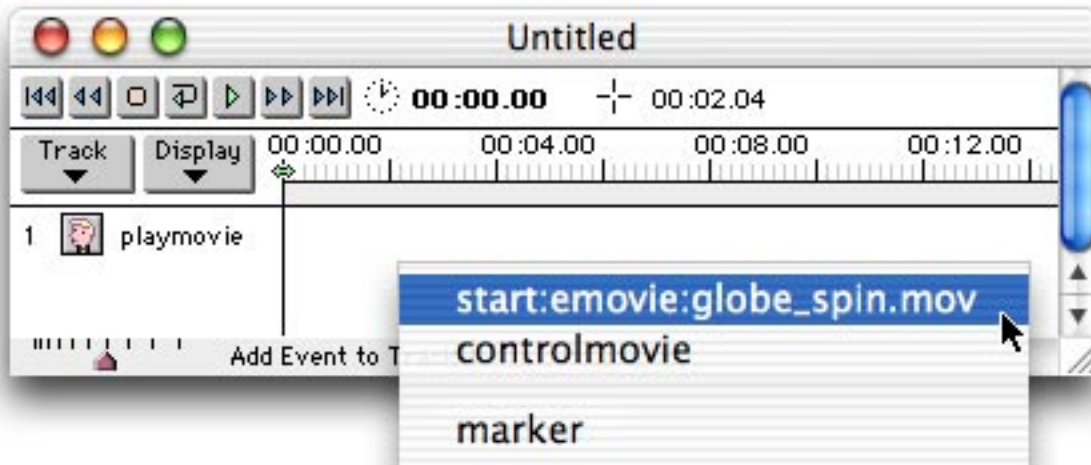 Untitled
00:00.00 00:02.04
Track Display 00:00.00 00:04.00 00:08.00 00:12.00
1 playmovie
start:emovie:globe_spin.mov
controlmovie
Add Event to T
marker